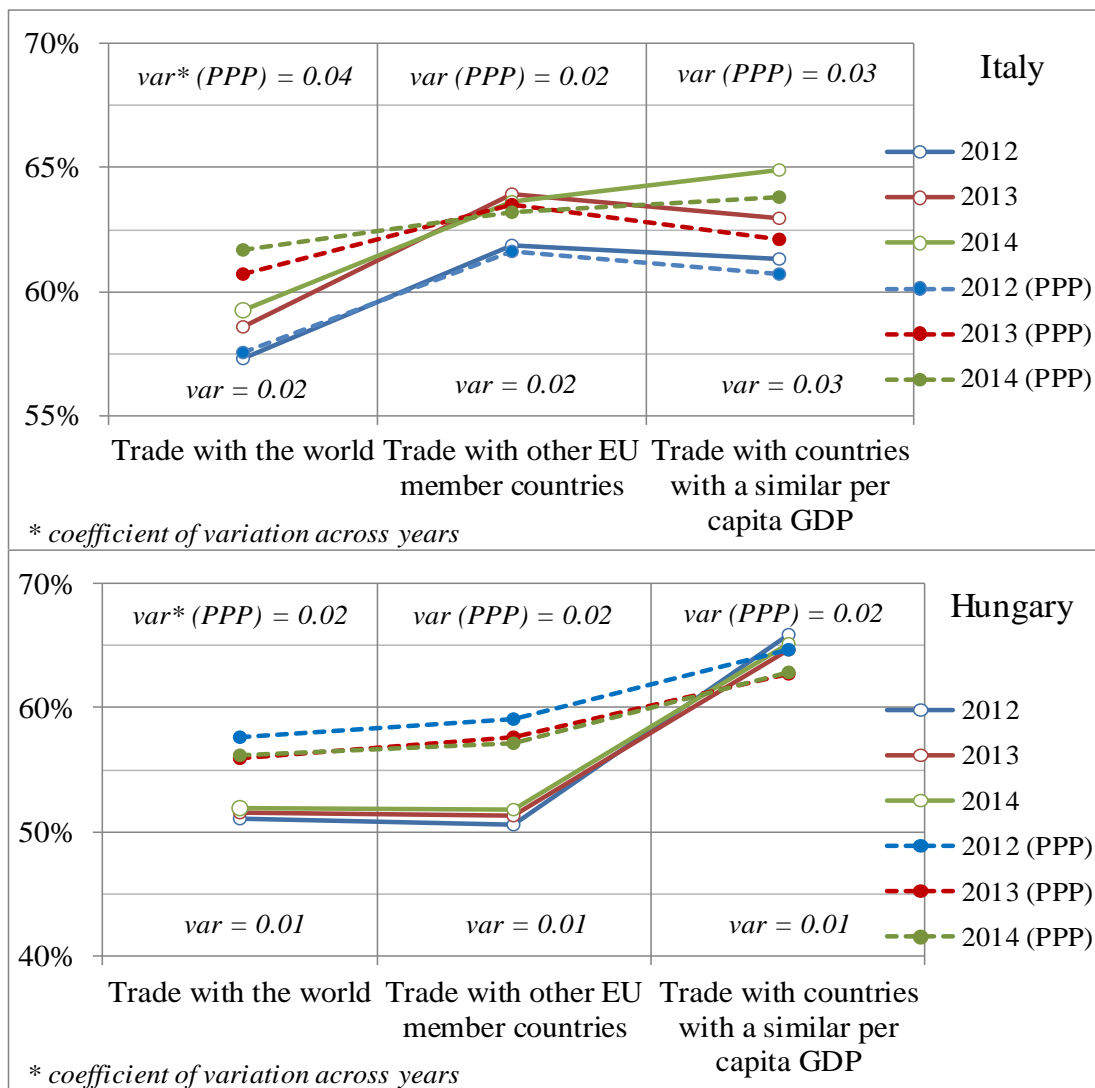 70%
var* (PPP) = 0.04
var (PPP) = 0.02
var (PPP) = 0.03
Italy
65%
2012
2013
2014
60%
2012 (PPP)
2013 (PPP)
2014 (PPP)
var = 0.02
var = 0.02
var = 0.03
55%
Trade with the world
Trade with other EU
member countries
Trade with countries
with a similar per
capita GDP
* coefficient of variation across years
70%
var* (PPP) = 0.02
var (PPP) = 0.02
var (PPP) = 0.02
Hungary
60%
2012
2013
2014
50%
2012 (PPP)
2013 (PPP)
2014 (PPP)
var = 0.01
var = 0.01
var = 0.01
40%
Trade with the world
Trade with other EU
member countries
Trade with countries
with a similar per
capita GDP
* coefficient of variation across years